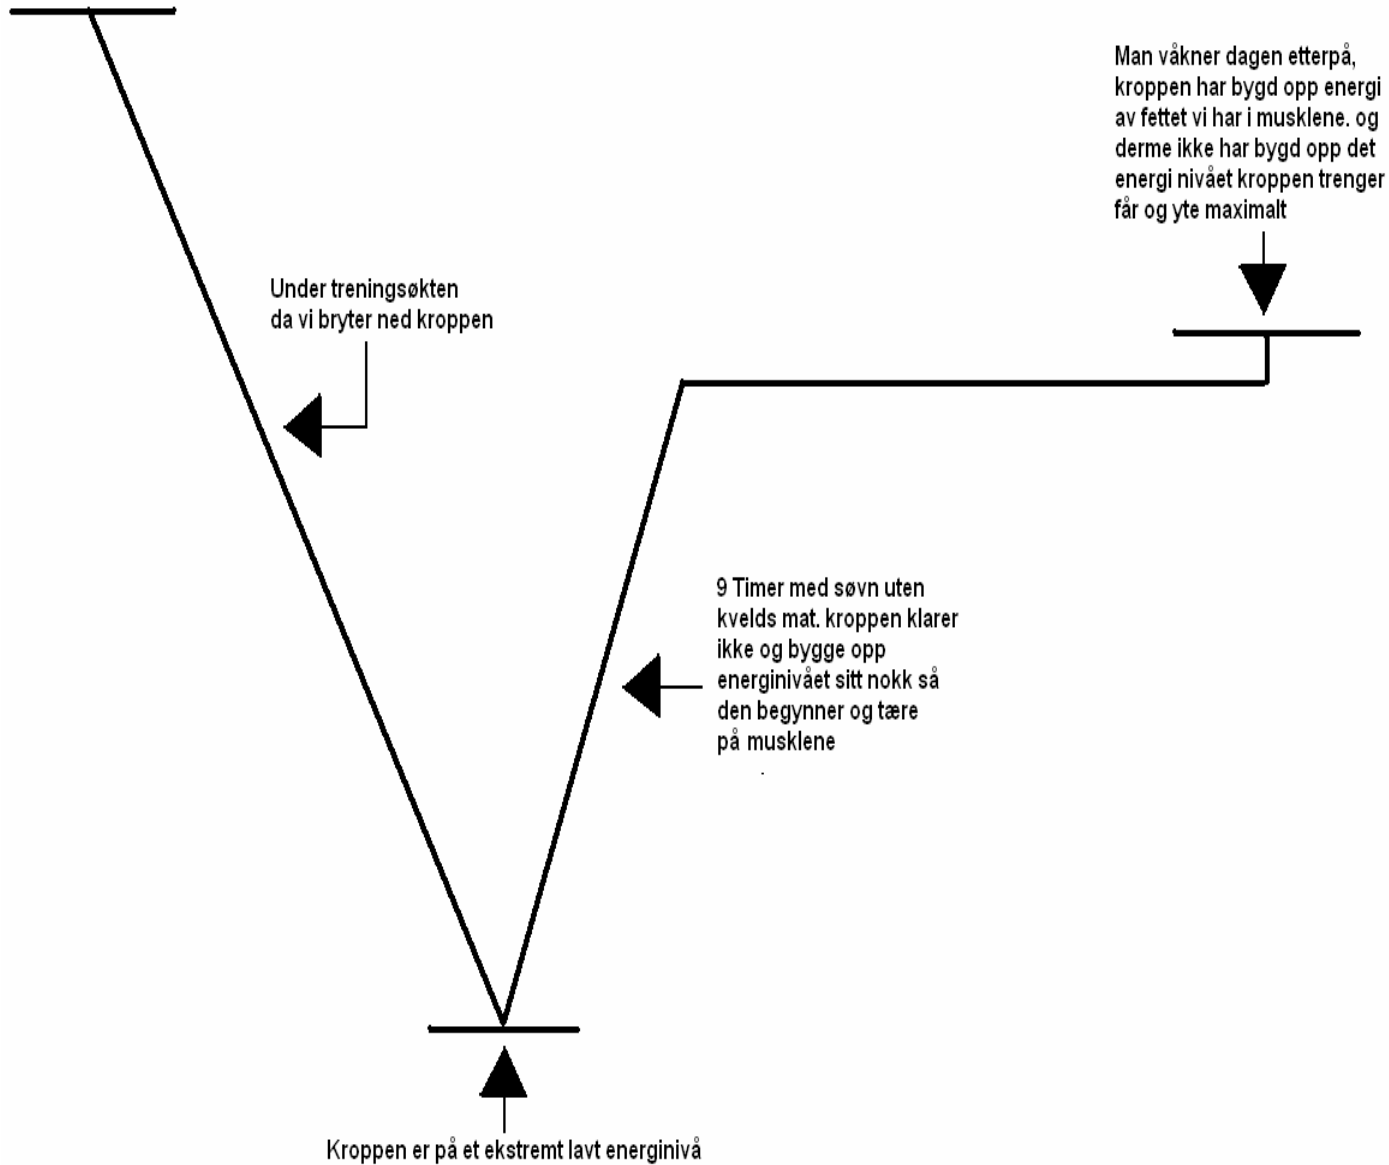 Man våkner dagen etterpå,
kroppen har bygd opp energi
av fettet vi har i musklene. og
derme ikke har bygd opp det
energi nivået kroppen trenger
får og yte maximalt
Under treningsøkten
da vi bryter ned kroppen
9 Timer med søvn uten
kvelds mat. kroppen klarer
ikke og bygge opp
energinivået sitt nokk så
den begynner og tære
på musklene
.
Kroppen er på et ekstremt lavt energinivå